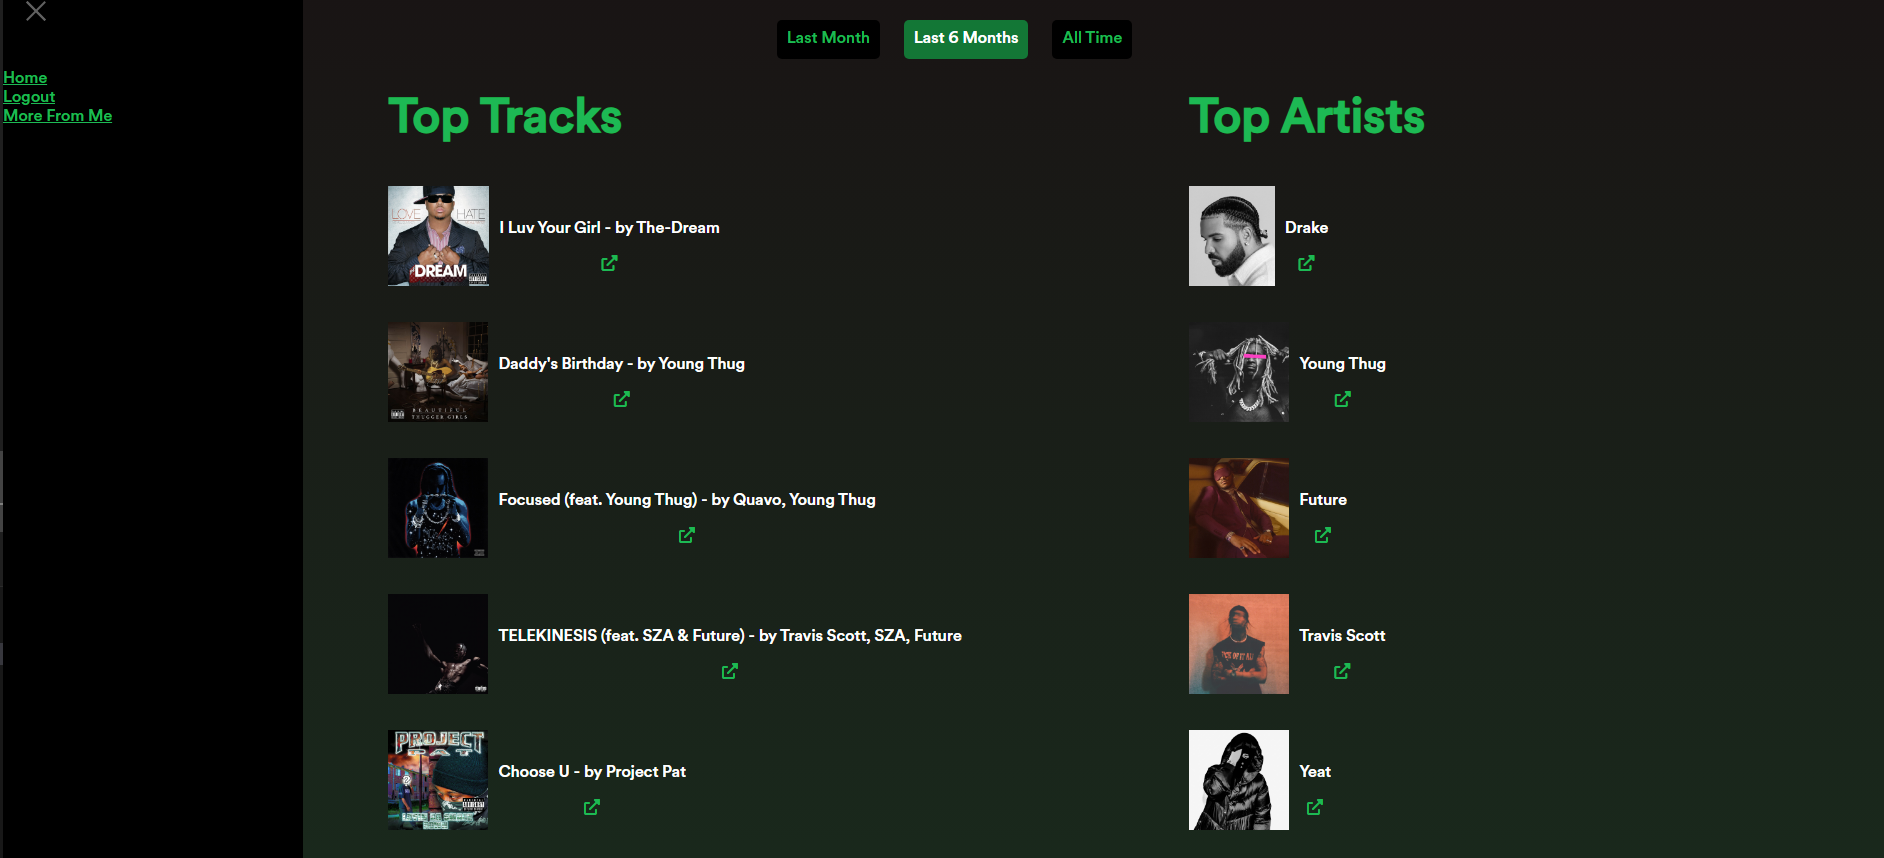 Home
Logout
More From Me
Last Month
Last 6 Months
All Time
Top Tracks
LOVE HATE
DREAM
I Luv Your Girl - by The-Dream
BEAUTIFUL
THUGGER GIRLS
Daddy's Birthday - by Young Thug
Focused (feat. Young Thug) - by Quavo, Young Thug
TELEKINESIS (feat. SZA & Future) - by Travis Scott, SZA, Future
PROJECT
PAT
Choose U - by Project Pat
Top Artists
Drake
Young Thug
Future
Travis Scott
Yeat